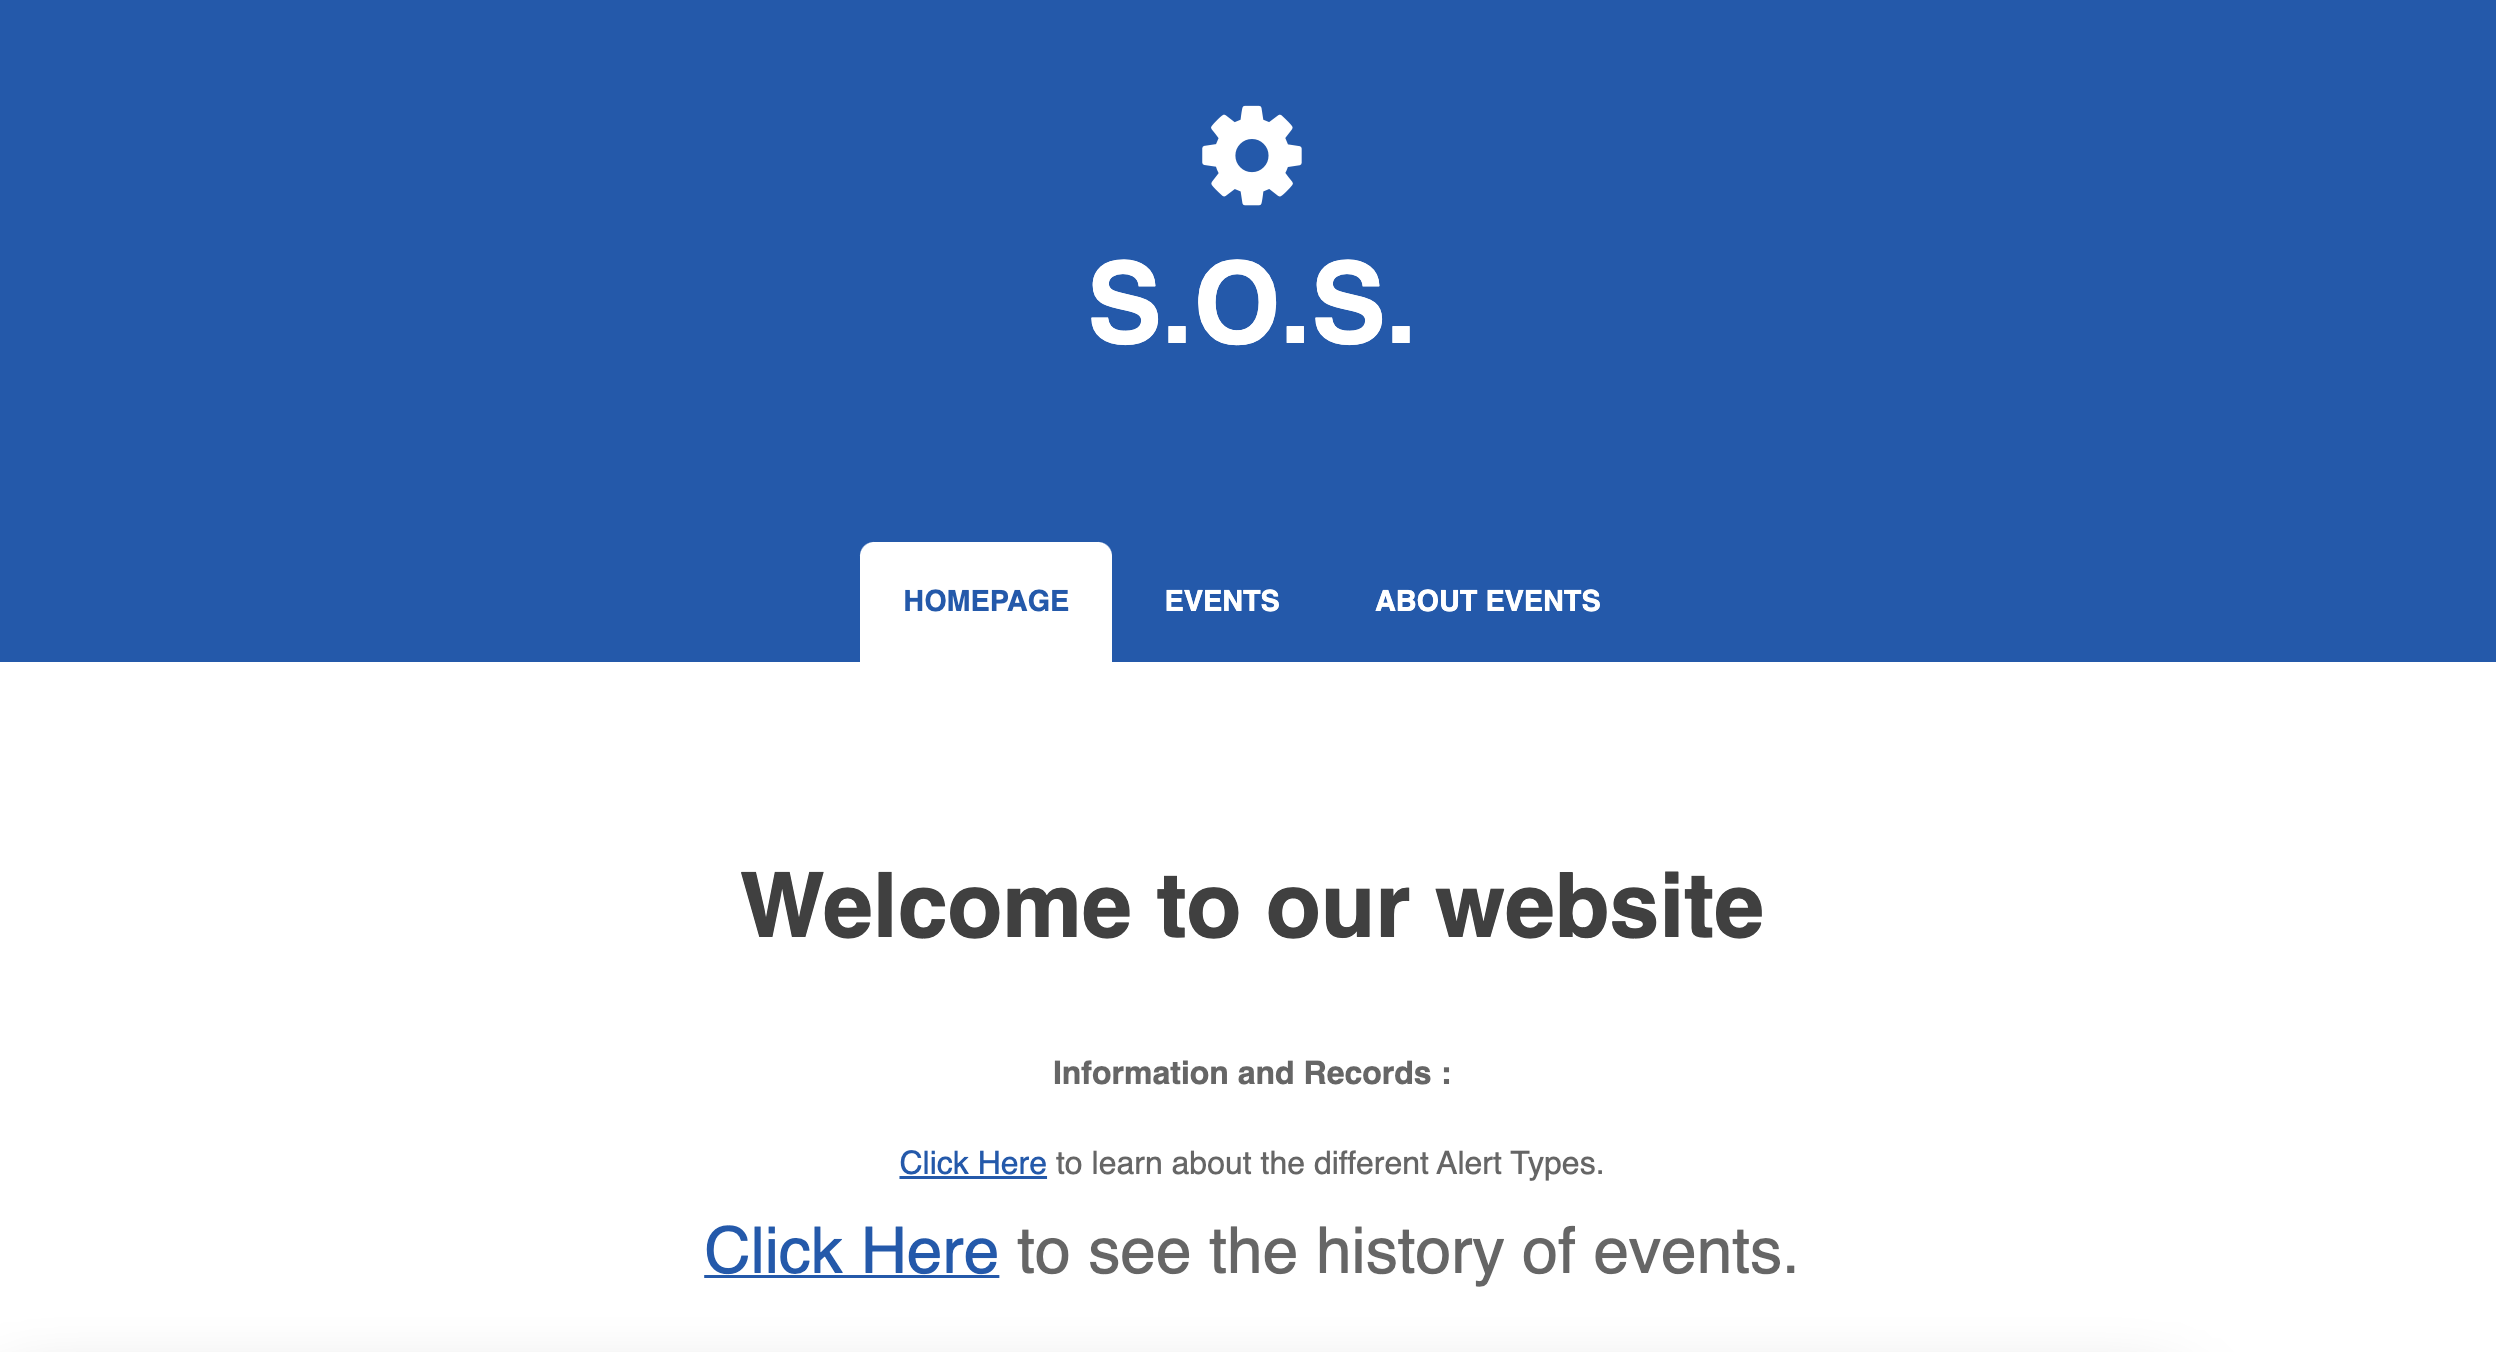 S.O.S.
HOMEPAGE EVENTS ABOUT EVENTS
Welcome to our website
Information and Records :
Click Here to learn about the different Alert Types.
Click Here to see the history of events.